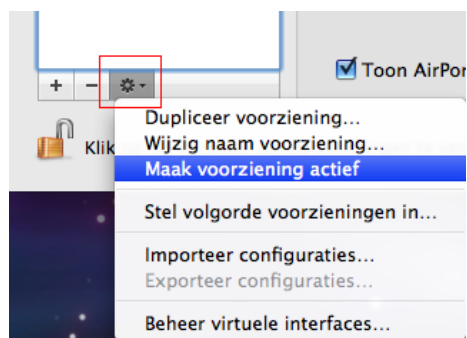 Toon AirPor
+ −
Klik
Dupliceer voorziening...
Wijzig naam voorziening...
Maak voorziening actief
Stel volgorde voorzieningen in...
Importeer configuraties...
Exporteer configuraties...
Beheer virtuele interfaces...